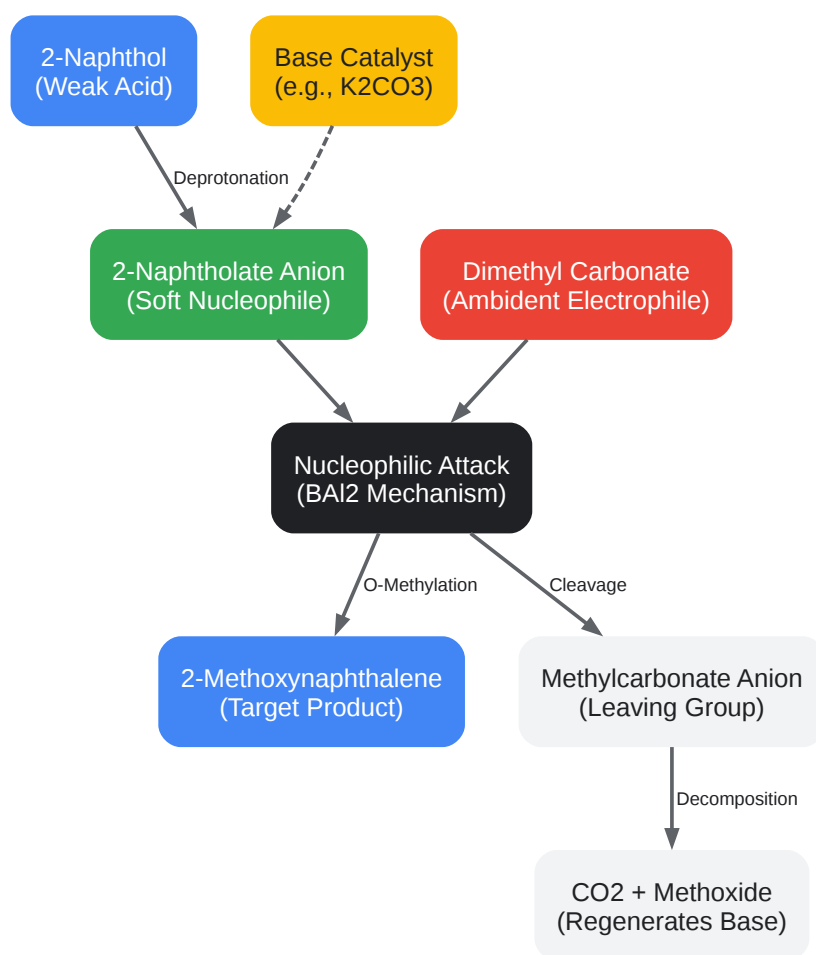 2-Naphthol
(Weak Acid)
Base Catalyst
(e.g., K2CO3)
Deprotonation
2-Naphtholate Anion
(Soft Nucleophile)
Dimethyl Carbonate
(Ambident Electrophile)
Nucleophilic Attack
(BAl2 Mechanism)
O-Methylation
Cleavage
2-Methoxynaphthalene
(Target Product)
Methylcarbonate Anion
(Leaving Group)
Decomposition
CO2 + Methoxide
(Regenerates Base)